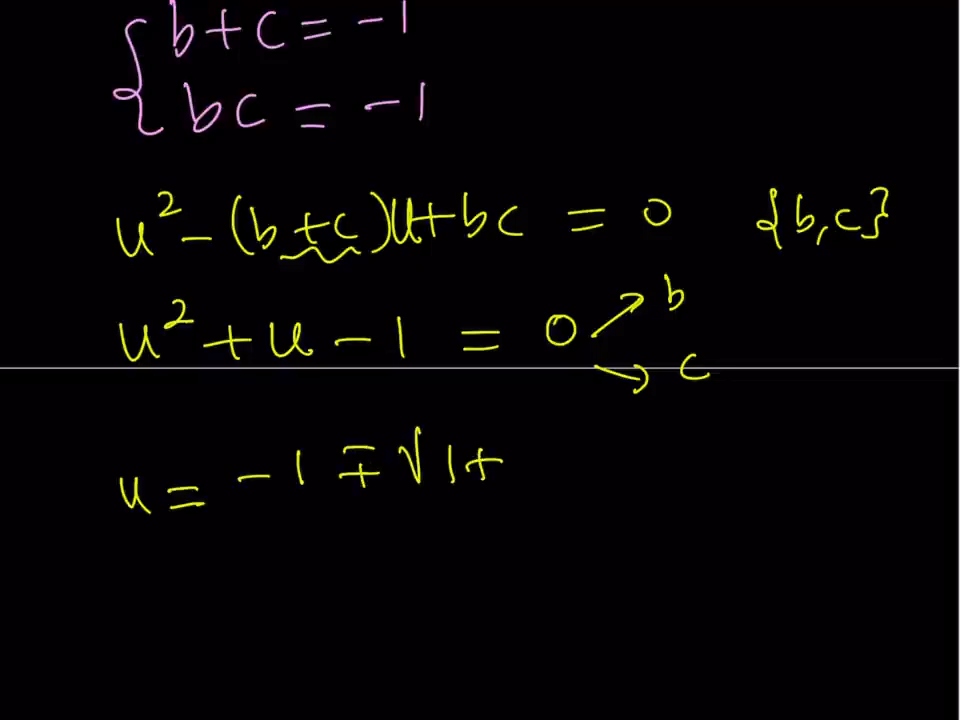 { b + c = -1
bc = -1
u² - (b + c)u + bc = 0 {b, c}
u² + u - 1 = 0 → b
→ c
u = -1 ∓ √1+